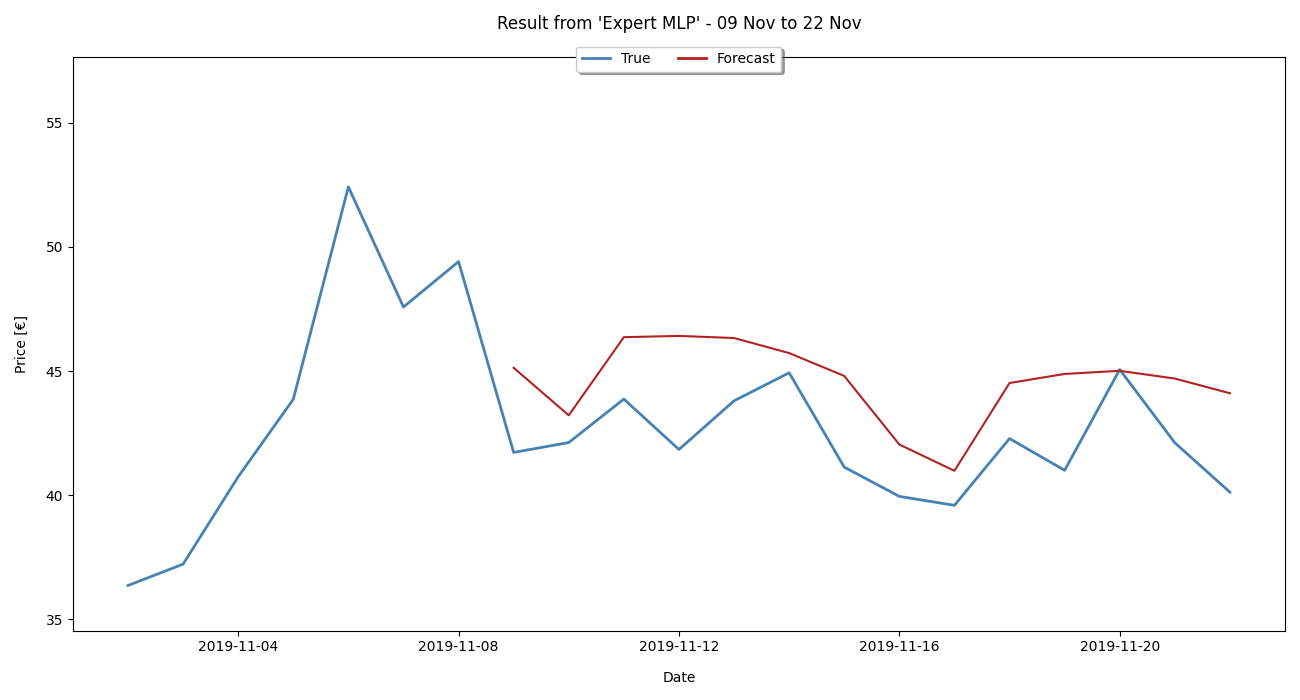 Result from 'Expert MLP' - 09 Nov to 22 Nov
True Forecast
55
50
45
40
35
Price [€]
2019-11-04 2019-11-08 2019-11-12 2019-11-16 2019-11-20
Date